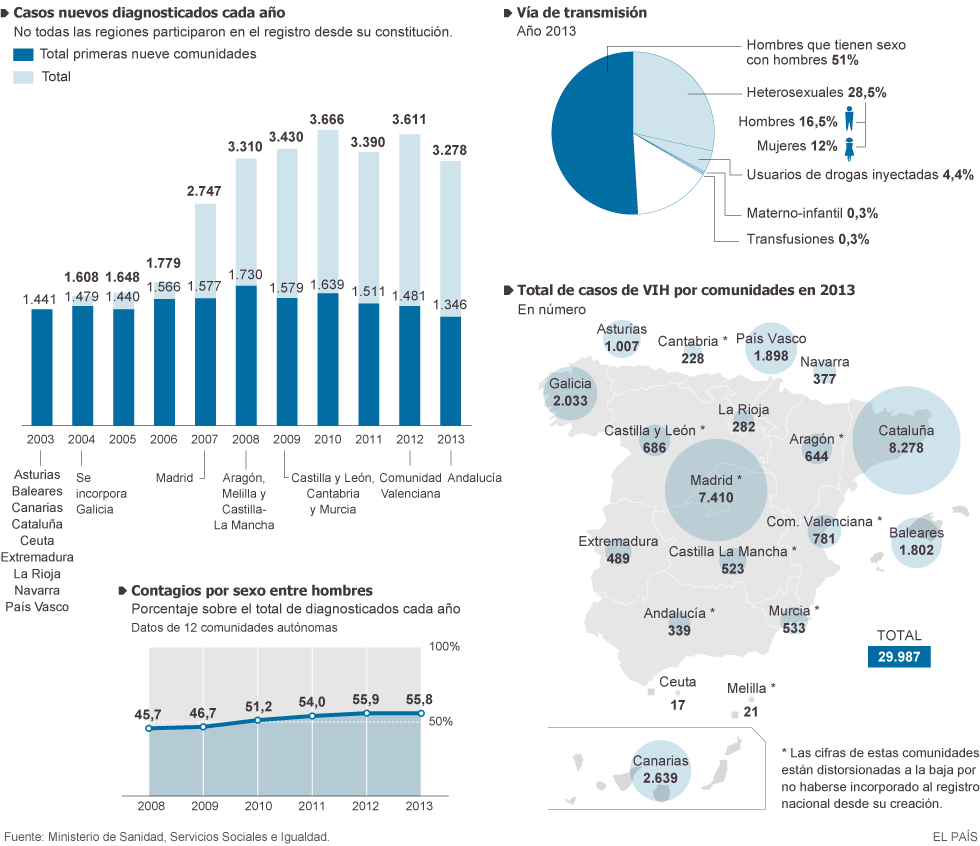 Casos nuevos diagnosticados cada año
No todas las regiones participaron en el registro desde su constitución.
Total primeras nueve comunidades
Total
1.441
1.608
1.479
1.648
1.440
1.779
1.566
2.747
1.577
3.310
1.730
3.430
1.579
3.666
1.639
3.390
1.511
3.611
1.481
3.278
1.346
2003 2004 2005 2006 2007 2008 2009 2010 2011 2012 2013
Asturias
Baleares
Canarias
Cataluña
Ceuta
Extremadura
La Rioja
Navarra
País Vasco
Se
incorpora
Galicia
Madrid
Aragón,
Melilla y
Castilla-
La Mancha
Castilla y León,
Cantabria
y Murcia
Comunidad
Valenciana
Andalucía
Contagios por sexo entre hombres
Porcentaje sobre el total de diagnosticados cada año
Datos de 12 comunidades autónomas
100%
50%
45,7 46,7 51,2 54,0 55,9 55,8
2008 2009 2010 2011 2012 2013
Vía de transmisión
Año 2013
Hombres que tienen sexo
con hombres 51%
Heterosexuales 28,5%
Hombres 16,5%
Mujeres 12%
Usuarios de drogas inyectadas 4,4%
Materno-infantil 0,3%
Transfusiones 0,3%
Total de casos de VIH por comunidades en 2013
En número
Asturias
1.007
Cantabria *
228
País Vasco
1.898
Navarra
377
Galicia
2.033
La Rioja
282
Castilla y León *
686
Aragón *
644
Cataluña
8.278
Madrid *
7.410
Com. Valenciana *
781
Baleares
1.802
Extremadura
489
Castilla La Mancha *
523
Andalucía *
339
Murcia *
533
TOTAL
29.987
Ceuta
17
Melilla *
21
Canarias
2.639
* Las cifras de estas comunidades
están distorsionadas a la baja por
no haberse incorporado al registro
nacional desde su creación.
Fuente: Ministerio de Sanidad, Servicios Sociales e Igualdad.
EL PAÍS